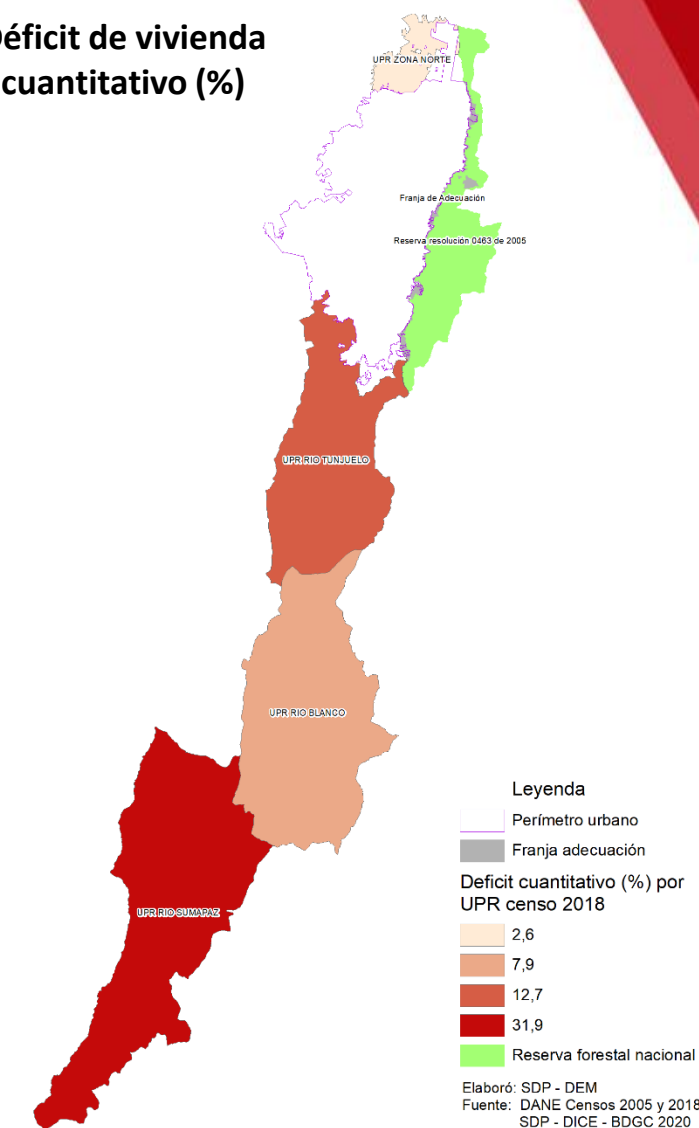 Déficit de vivienda
cuantitativo (%)
UPR ZONA NORTE
Franja de Adecuación
Reserva resolución 0463 de 2005
UPR RIO TUNJUELO
UPR RIO BLANCO
UPR RIO SUMAPAZ
Leyenda
Perímetro urbano
Franja adecuación
Deficit cuantitativo (%) por
UPR censo 2018
2,6
7,9
12,7
31,9
Reserva forestal nacional
Elaboró: SDP - DEM
Fuente: DANE Censos 2005 y 2018
SDP - DICE - BDGC 2020